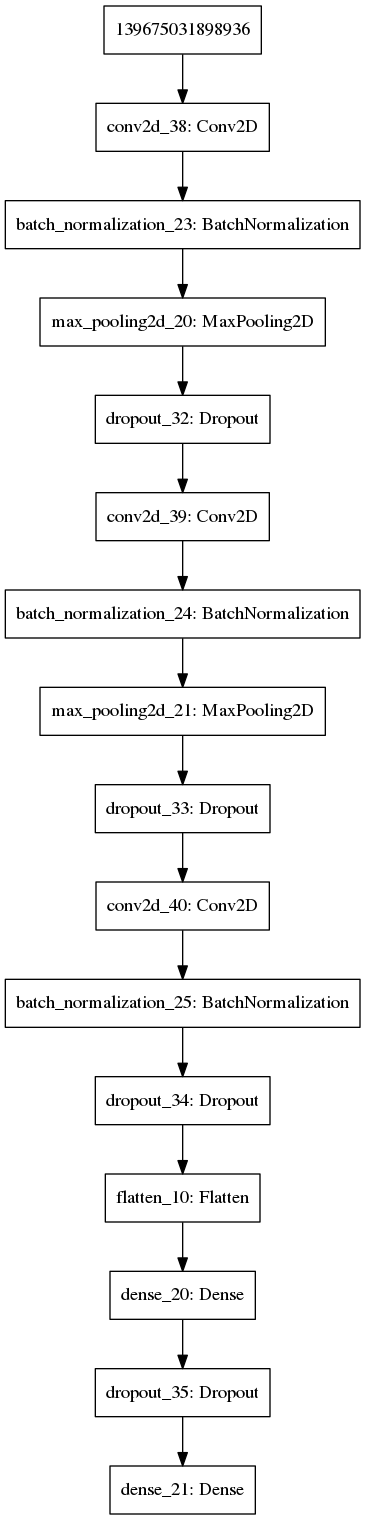 139675031898936
conv2d_38: Conv2D
batch_normalization_23: BatchNormalization
max_pooling2d_20: MaxPooling2D
dropout_32: Dropout
conv2d_39: Conv2D
batch_normalization_24: BatchNormalization
max_pooling2d_21: MaxPooling2D
dropout_33: Dropout
conv2d_40: Conv2D
batch_normalization_25: BatchNormalization
dropout_34: Dropout
flatten_10: Flatten
dense_20: Dense
dropout_35: Dropout
dense_21: Dense